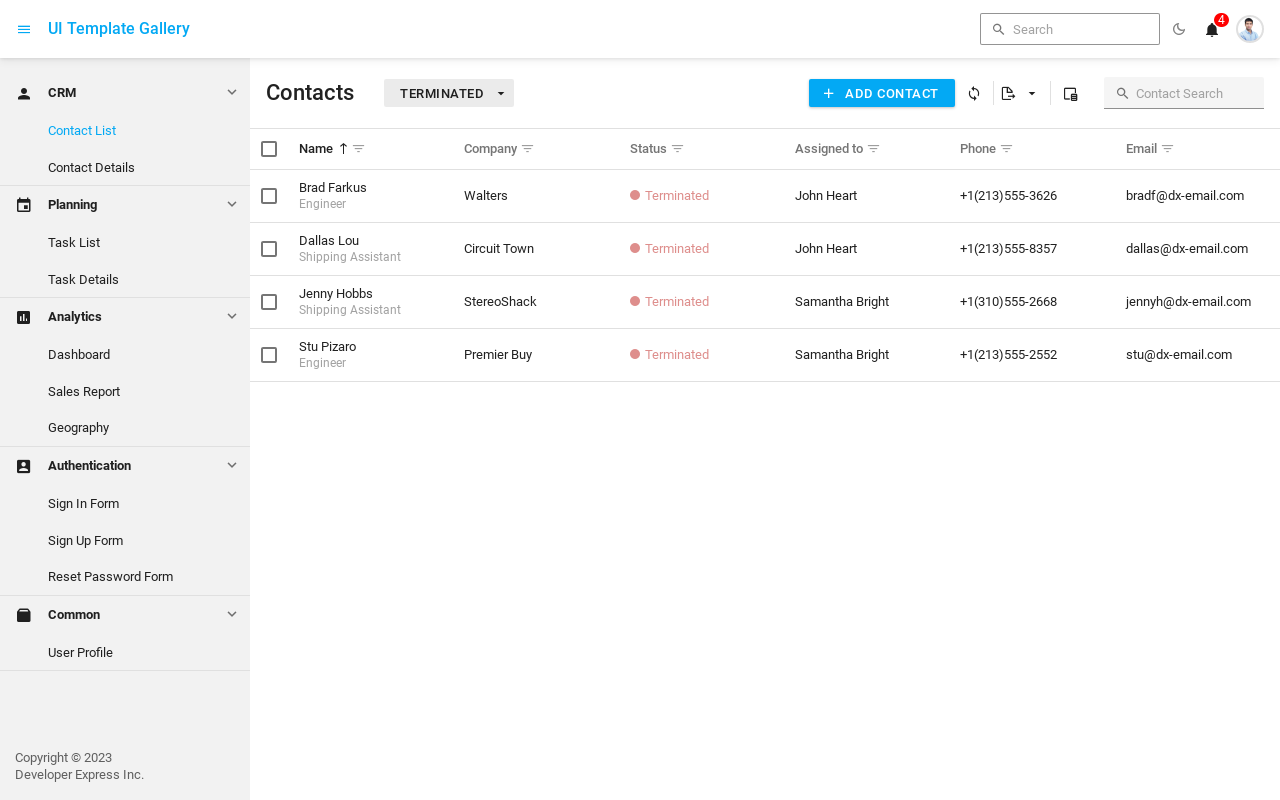 UI Template Gallery
Search
4
CRM
Contact List
Contact Details
Planning
Task List
Task Details
Analytics
Dashboard
Sales Report
Geography
Authentication
Sign In Form
Sign Up Form
Reset Password Form
Common
User Profile
Copyright © 2023
Developer Express Inc.
Contacts
TERMINATED
ADD CONTACT
Contact Search
Name Company Status Assigned to Phone Email
Brad Farkus
Engineer
Walters Terminated John Heart +1(213)555-3626 bradf@dx-email.com
Dallas Lou
Shipping Assistant
Circuit Town Terminated John Heart +1(213)555-8357 dallas@dx-email.com
Jenny Hobbs
Shipping Assistant
StereoShack Terminated Samantha Bright +1(310)555-2668 jennyh@dx-email.com
Stu Pizaro
Engineer
Premier Buy Terminated Samantha Bright +1(213)555-2552 stu@dx-email.com